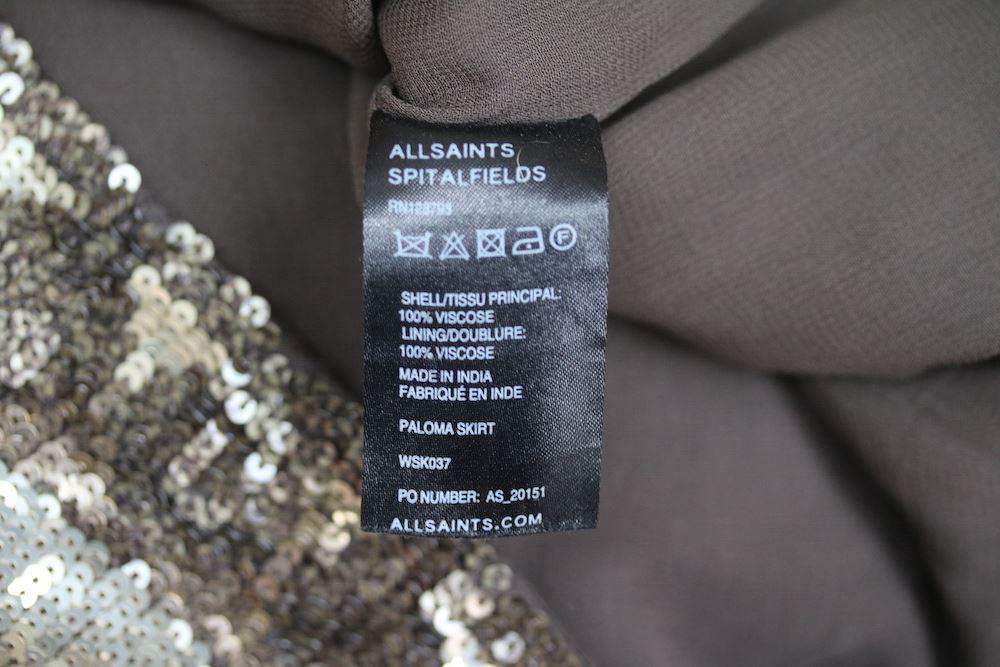 ALLSAINTS
SPITALFIELDS
F
SHELL/TISSU PRINCIPAL:
100% VISCOSE
LINING/DOUBLURE:
100% VISCOSE
MADE IN INDIA
FABRIQUÉ EN INDE
PALOMA SKIRT
WSK037
PO NUMBER: AS_20151
ALLSAINTS.COM